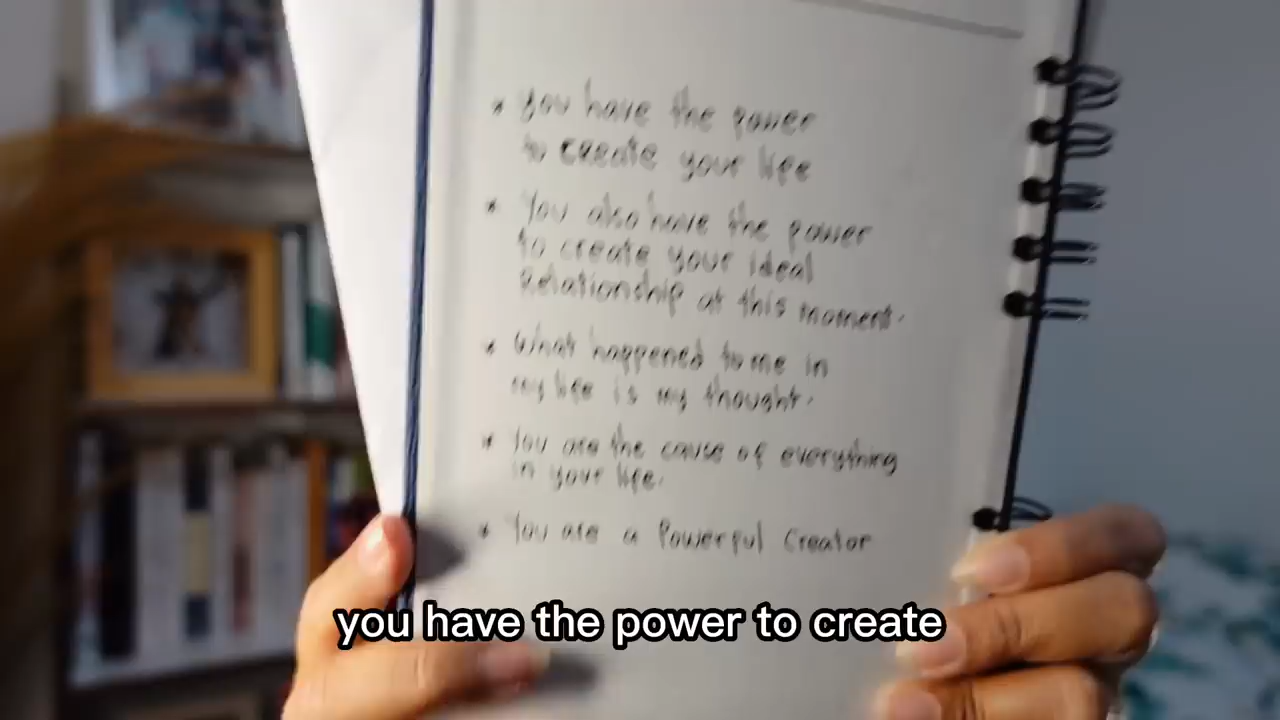 * You have the power
to create your life
* You also have the power
to create your ideal
Relationship at this moment.
* What happened to me in
my life is my thought.
* You are the cause of everything
in your life.
* You are a Powerful Creator
you have the power to create